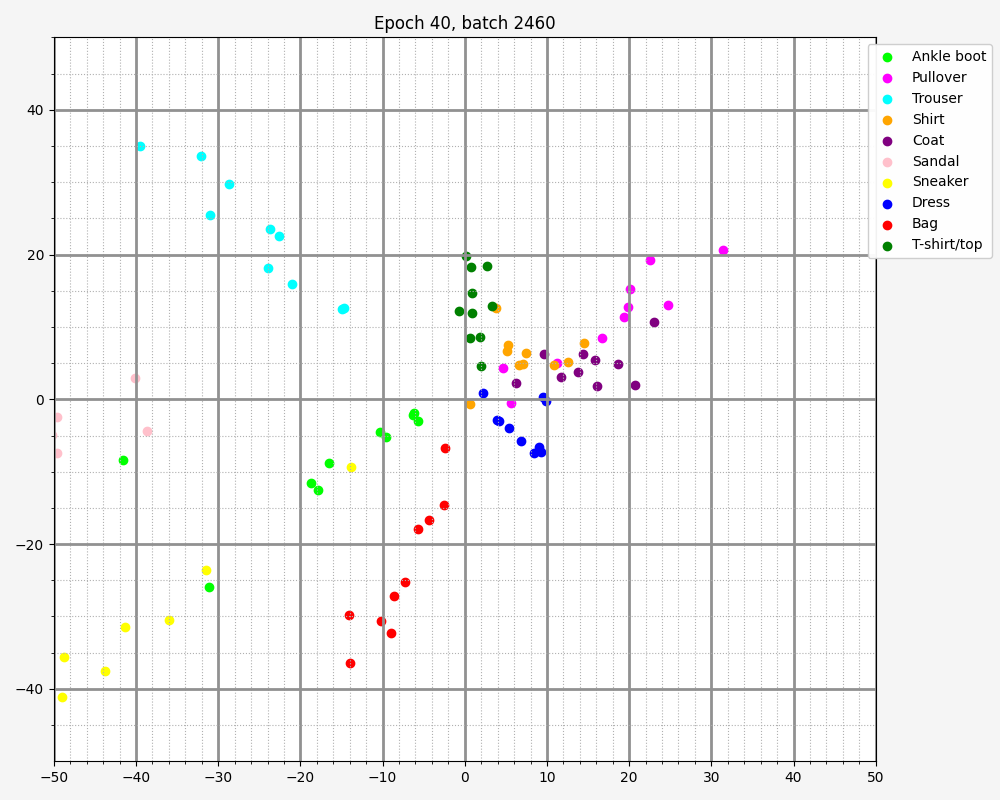 Epoch 40, batch 2460
Ankle boot
Pullover
Trouser
Shirt
Coat
Sandal
Sneaker
Dress
Bag
T-shirt/top
40
20
0
−20
−40
−50 −40 −30 −20 −10 0 10 20 30 40 50